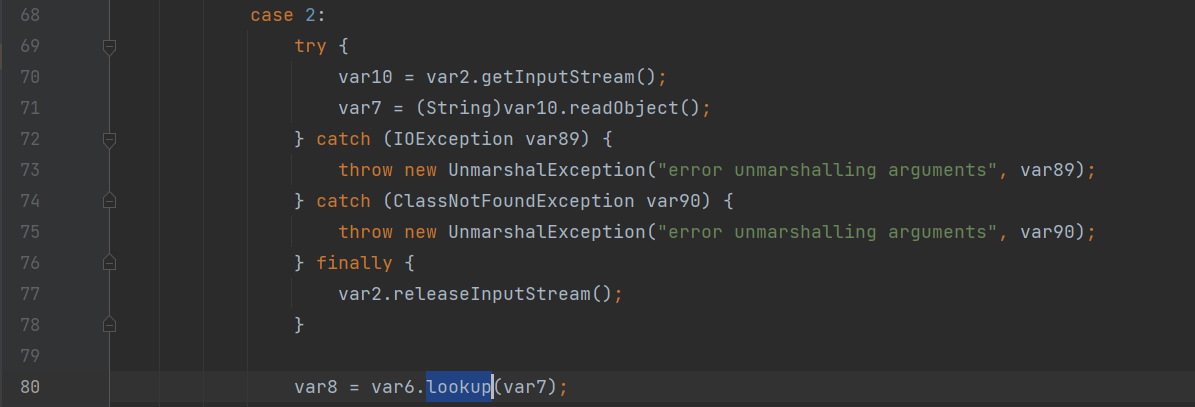 68 case 2:
69 try {
70 var10 = var2.getInputStream();
71 var7 = (String)var10.readObject();
72 } catch (IOException var89) {
73 throw new UnmarshalException("error unmarshalling arguments", var89);
74 } catch (ClassNotFoundException var90) {
75 throw new UnmarshalException("error unmarshalling arguments", var90);
76 } finally {
77 var2.releaseInputStream();
78 }
79
80 var8 = var6.lookup(var7);